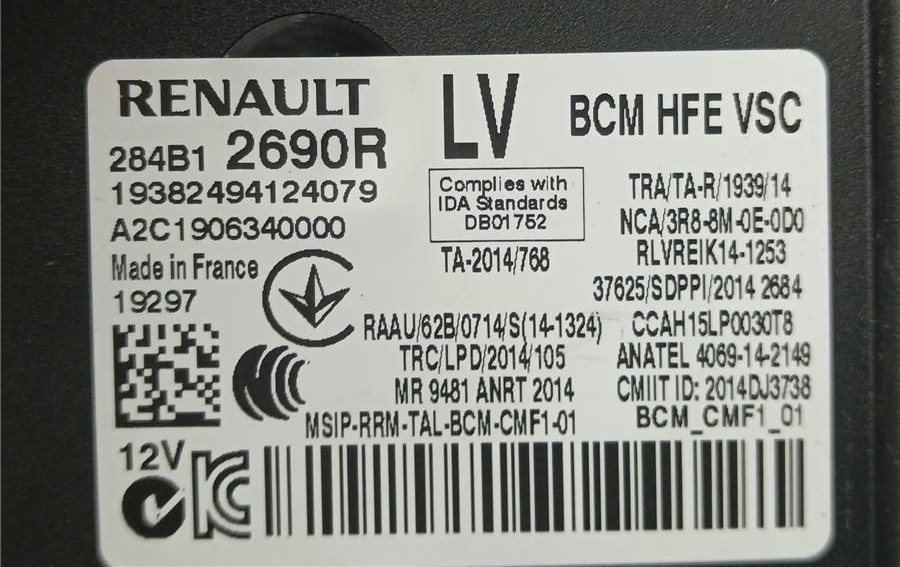 RENAULT
LV
BCM HFE VSC
284B1 2690R
19382494124079
A2C1906340000
Made in France
19297
Complies with
IDA Standards
DB01752
TA-2014/768
TRA/TA-R/1939/14
NCA/3R8-8M-0E-0D0
RLVREIK14-1253
37625/SDPPI/2014 2684
RAAU/62B/0714/S(14-1324)
CCAH15LP0030T8
TRC/LPD/2014/105
ANATEL 4069-14-2149
MR 9481 ANRT 2014
CMIIT ID: 2014DJ3738
MSIP-RRM-TAL-BCM-CMF1-01
BCM_CMF1_01
12V